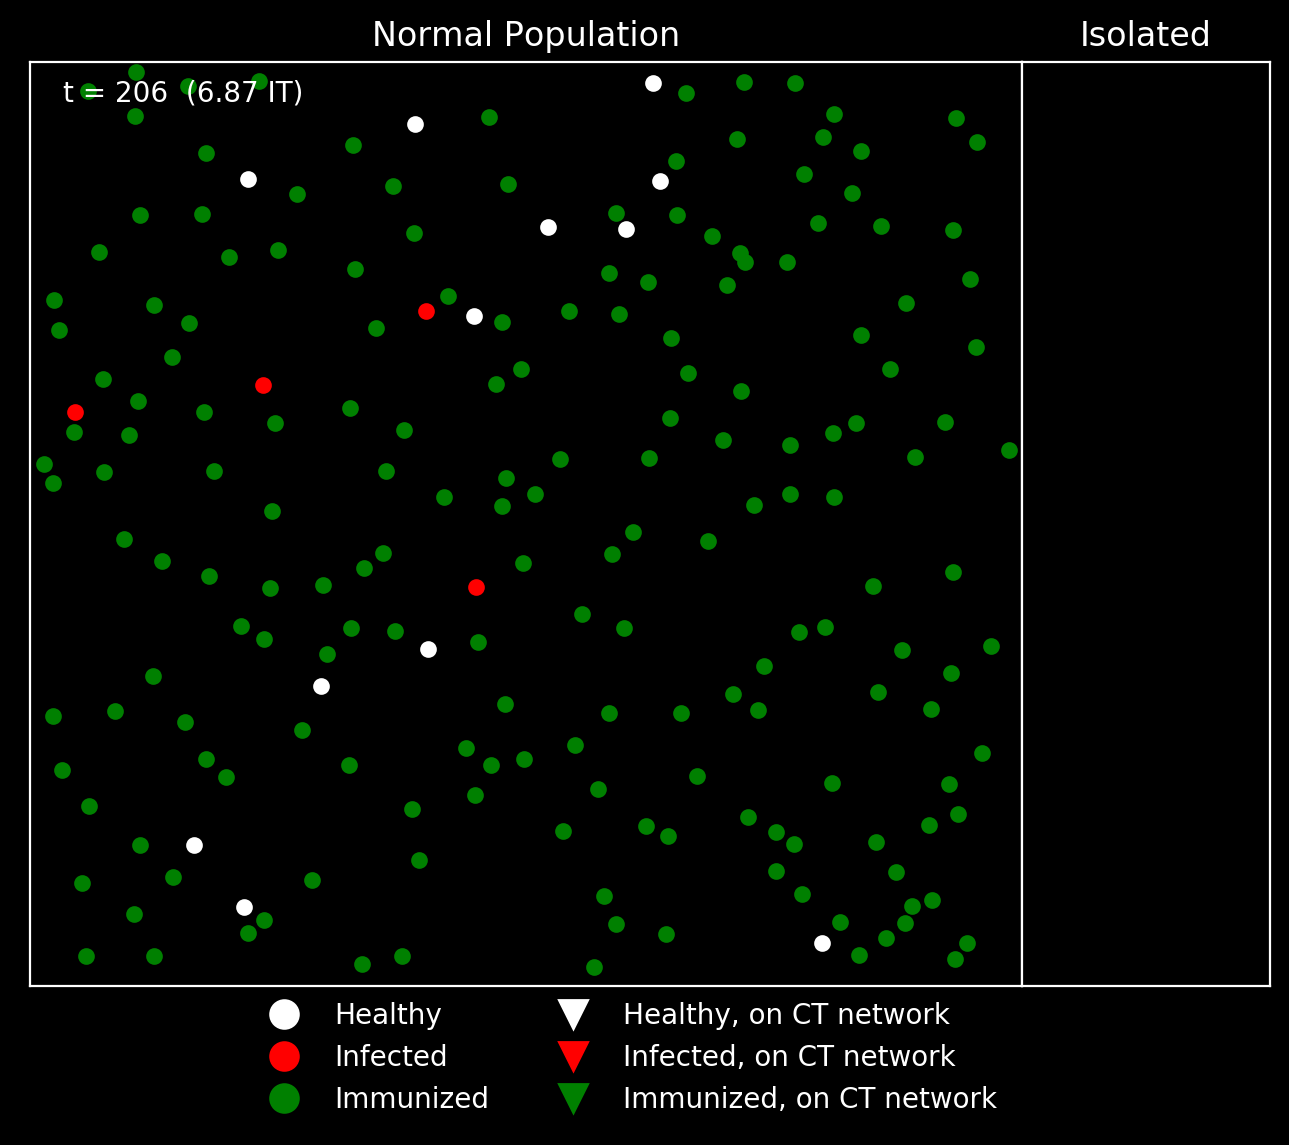 Normal Population
Isolated
t = 206  (6.87 IT)
Healthy
Infected
Immunized
Healthy, on CT network
Infected, on CT network
Immunized, on CT network